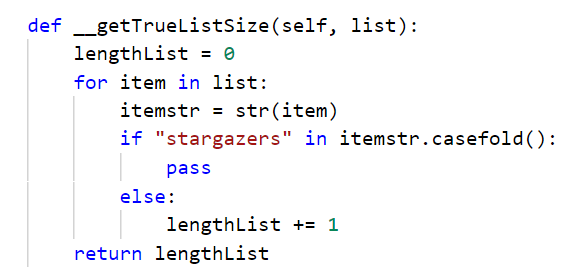 def __getTrueListSize(self, list):
    lengthList = 0
    for item in list:
        itemstr = str(item)
        if "stargazers" in itemstr.casefold():
            pass
        else:
            lengthList += 1
    return lengthList